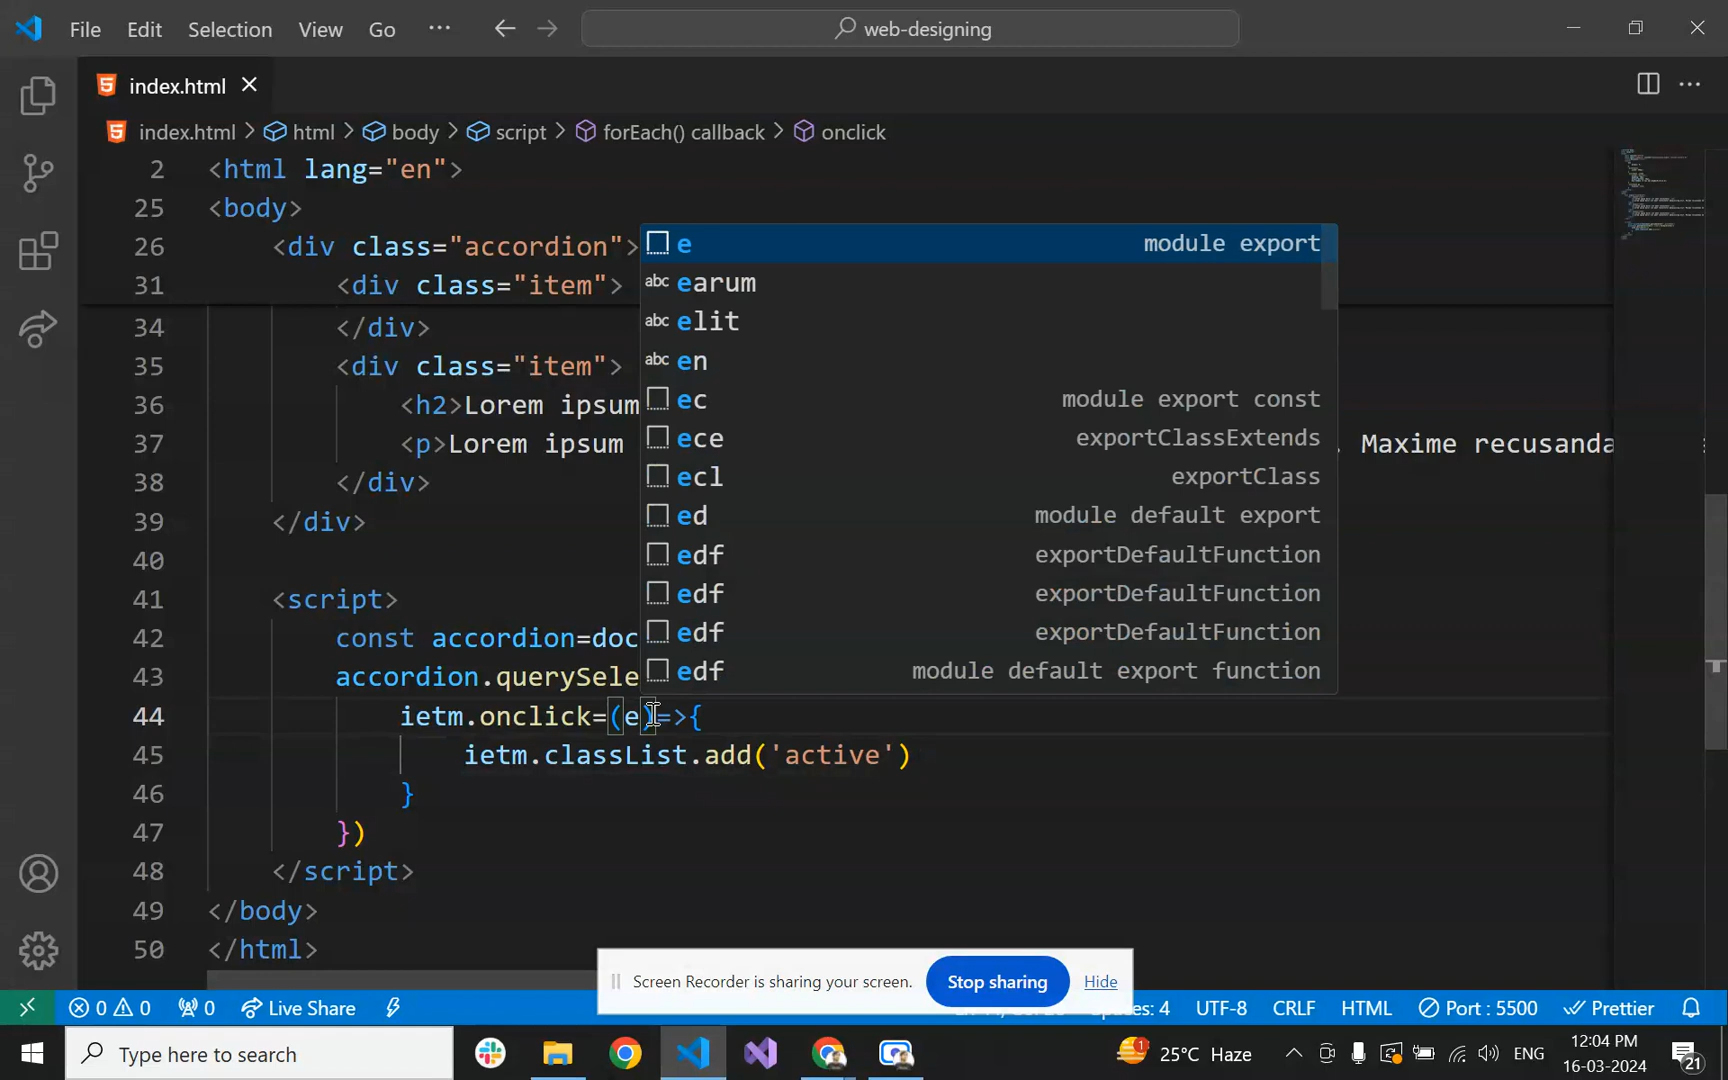 File Edit Selection View Go ··· web-designing
index.html
index.html > html > body > script > forEach() callback > onclick
2 <html lang="en">
25 <body>
26 <div class="accordion">
31 <div class="item">
34 </div>
35 <div class="item">
36 <h2>Lorem ipsum
37 <p>Lorem ipsum . Maxime recusanda
38 </div>
39 </div>
40
41 <script>
42 const accordion=doc
43 accordion.querySele
44 ietm.onclick=(e)=>{
45 ietm.classList.add('active')
46 }
47 })
48 </script>
49 </body>
50 </html>
e module export
earum
elit
en
ec module export const
ece exportClassExtends
ecl exportClass
ed module default export
edf exportDefaultFunction
edf exportDefaultFunction
edf exportDefaultFunction
edf module default export function
Screen Recorder is sharing your screen. Stop sharing Hide
0 0 0 Live Share Spaces: 4 UTF-8 CRLF HTML Port : 5500 Prettier
Type here to search 1 25°C Haze ENG 12:04 PM
16-03-2024
21